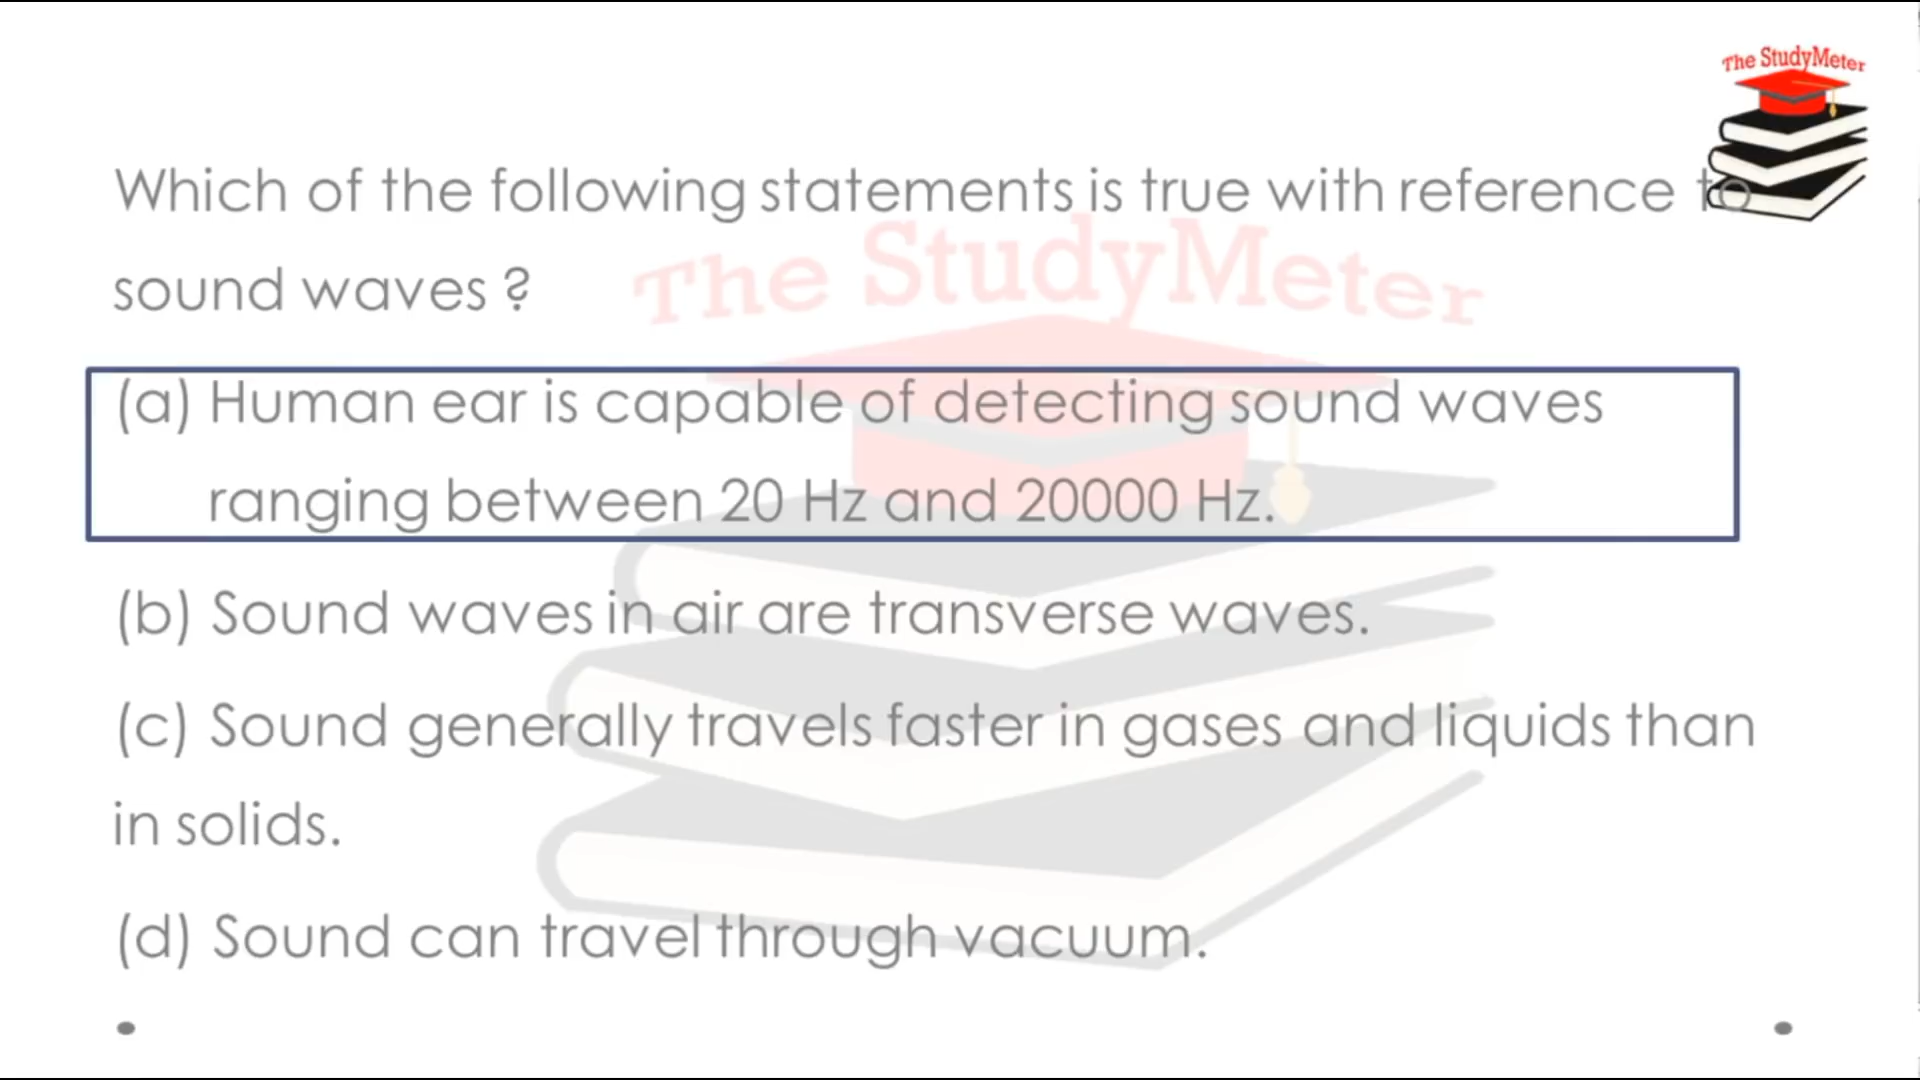 The StudyMeter
Which of the following statements is true with reference to
sound waves ?
The StudyMeter
(a) Human ear is capable of detecting sound waves
ranging between 20 Hz and 20000 Hz.
(b) Sound waves in air are transverse waves.
(c) Sound generally travels faster in gases and liquids than
in solids.
(d) Sound can travel through vacuum.